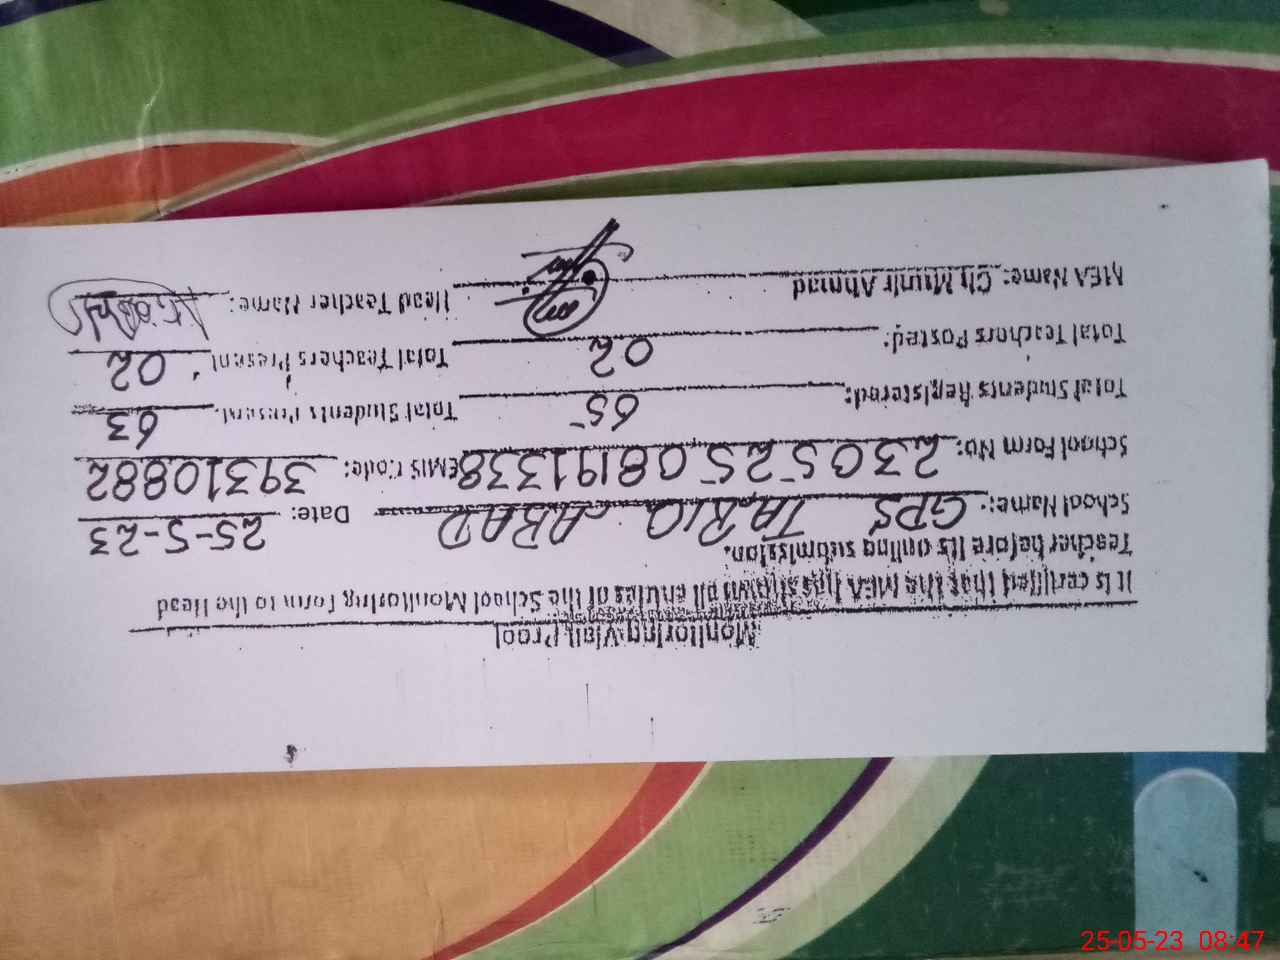 Monitoring Visit Proof
It is certified that the MEA has shown all entries of the School Monitoring Form to the Head
Teacher before its online submission.
School Name: GPS TARIQ ABAD Date: 25-5-23
School Form No: 230525 08191338 EMIS Code: 39310882
Total Students Registered: 65 Total Students Present. 63
Total Teachers Posted: 02 Total Teachers Present 02
MEA Name: Ch Munir Ahmad Head Teacher Name:
25-05-23 08:47